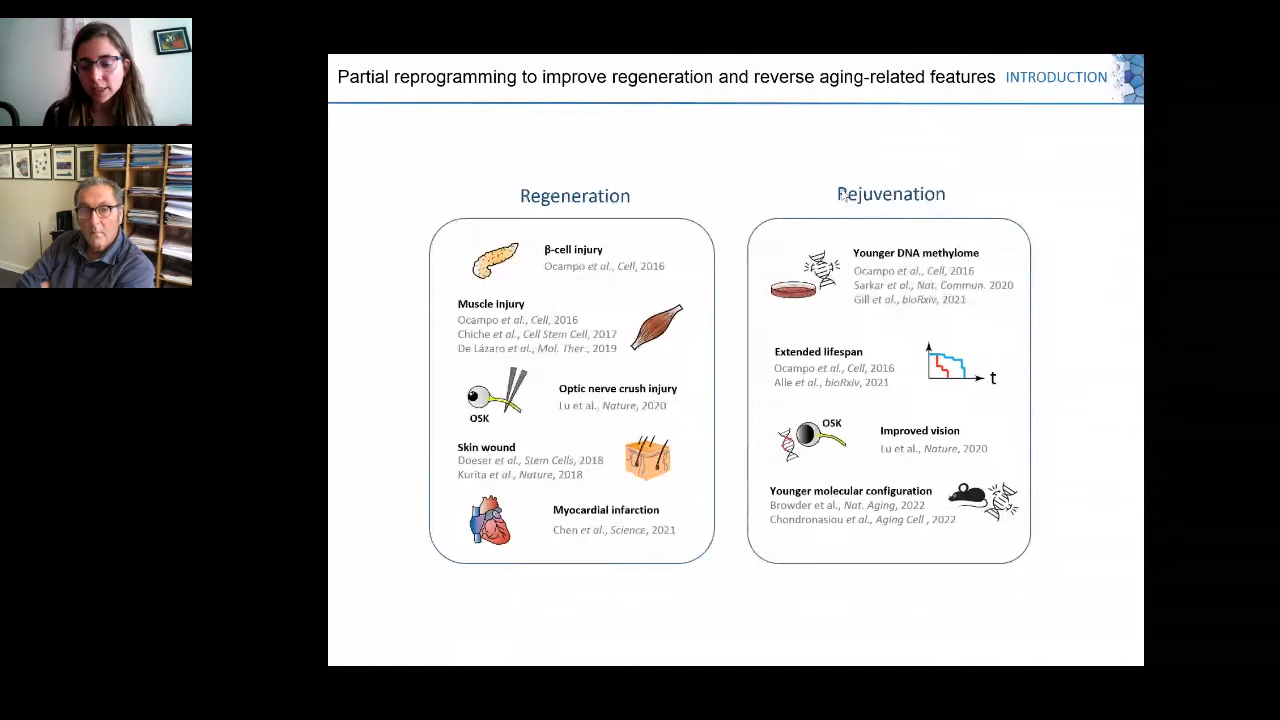 Partial reprogramming to improve regeneration and reverse aging-related features
INTRODUCTION
Regeneration
β-cell injury
Ocampo et al., Cell, 2016
Muscle injury
Ocampo et al., Cell, 2016
Chiche et al., Cell Stem Cell, 2017
De Lázaro et al., Mol. Ther., 2019
Optic nerve crush injury
Lu et al., Nature, 2020
OSK
Skin wound
Doeser et al., Stem Cells, 2018
Kurita et al., Nature, 2018
Myocardial infarction
Chen et al., Science, 2021
Rejuvenation
Younger DNA methylome
Ocampo et al., Cell, 2016
Sarkar et al., Nat. Commun. 2020
Gill et al., bioRxiv, 2021
Extended lifespan
Ocampo et al., Cell, 2016
Alle et al., bioRxiv, 2021
t
OSK
Improved vision
Lu et al., Nature, 2020
Younger molecular configuration
Browder et al., Nat. Aging, 2022
Chondronasiou et al., Aging Cell , 2022